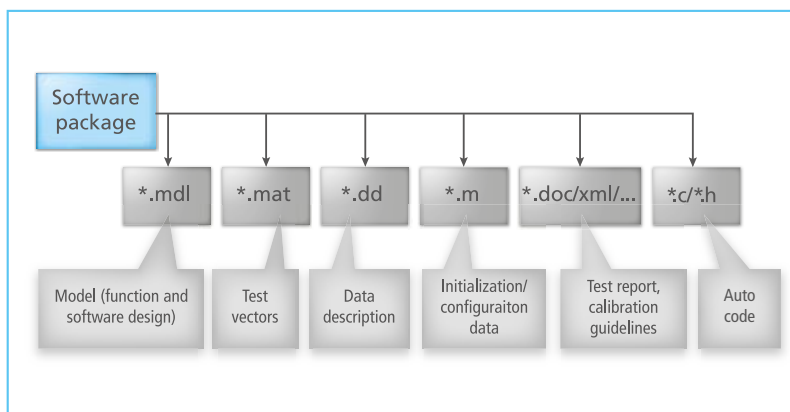 Software
package
*.mdl
*.mat
*.dd
*.m
*.doc/xml/...
*.c/*.h
Model (function and
software design)
Test
vectors
Data
description
Initialization/
configuraiton
data
Test report,
calibration
guidelines
Auto
code